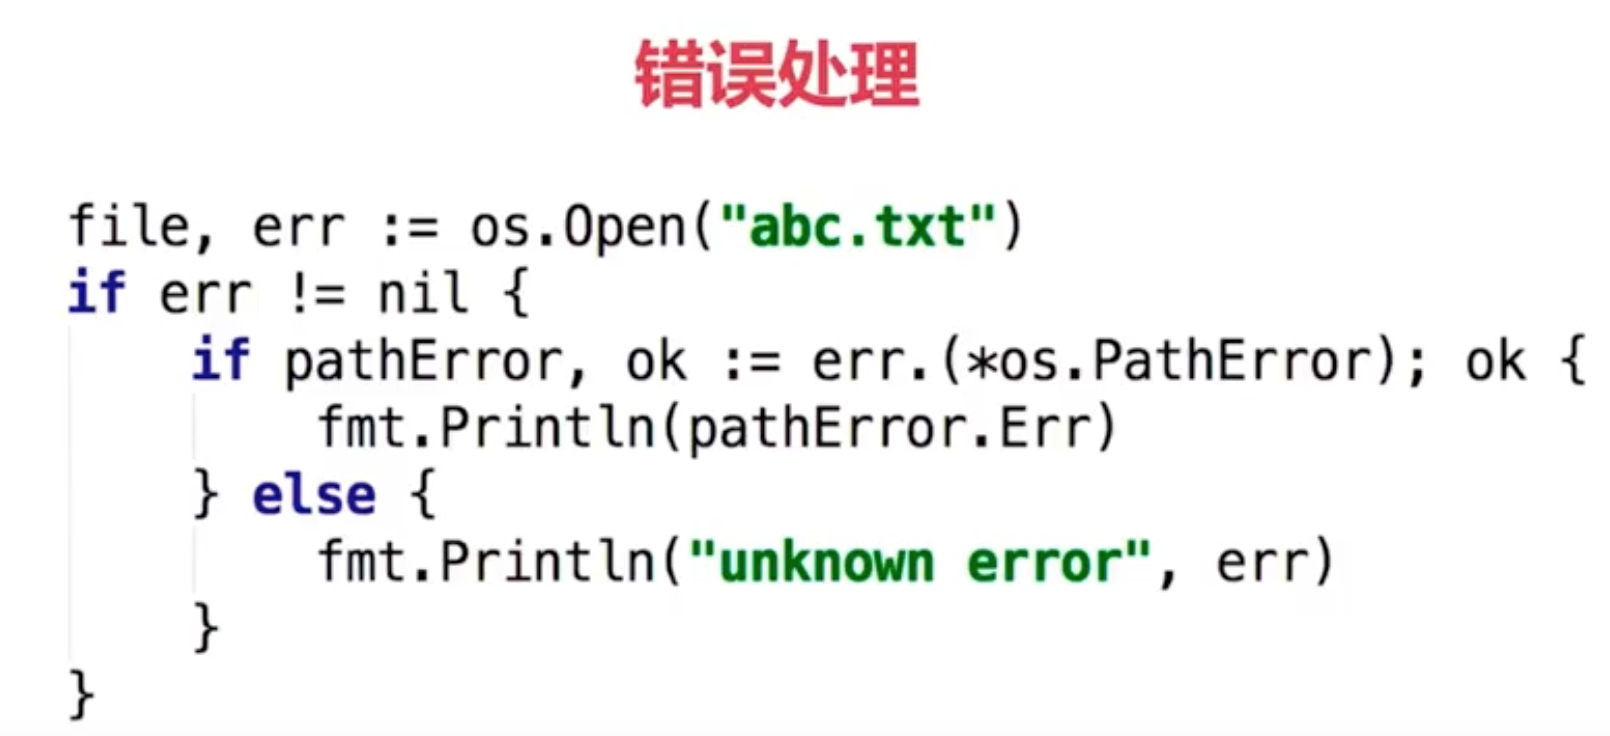 错误处理
file, err := os.Open("abc.txt")
if err != nil {
    if pathError, ok := err.(*os.PathError); ok {
        fmt.Println(pathError.Err)
    } else {
        fmt.Println("unknown error", err)
    }
}